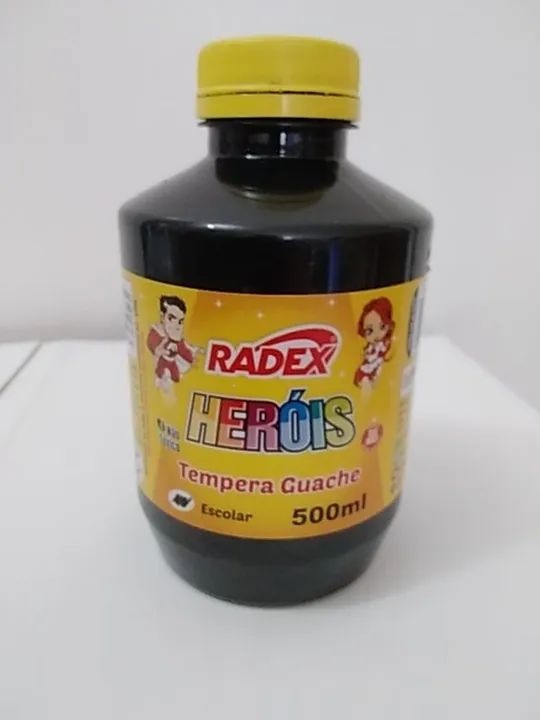 RADEX
HERÓIS
Tempera Guache
Escolar 500ml